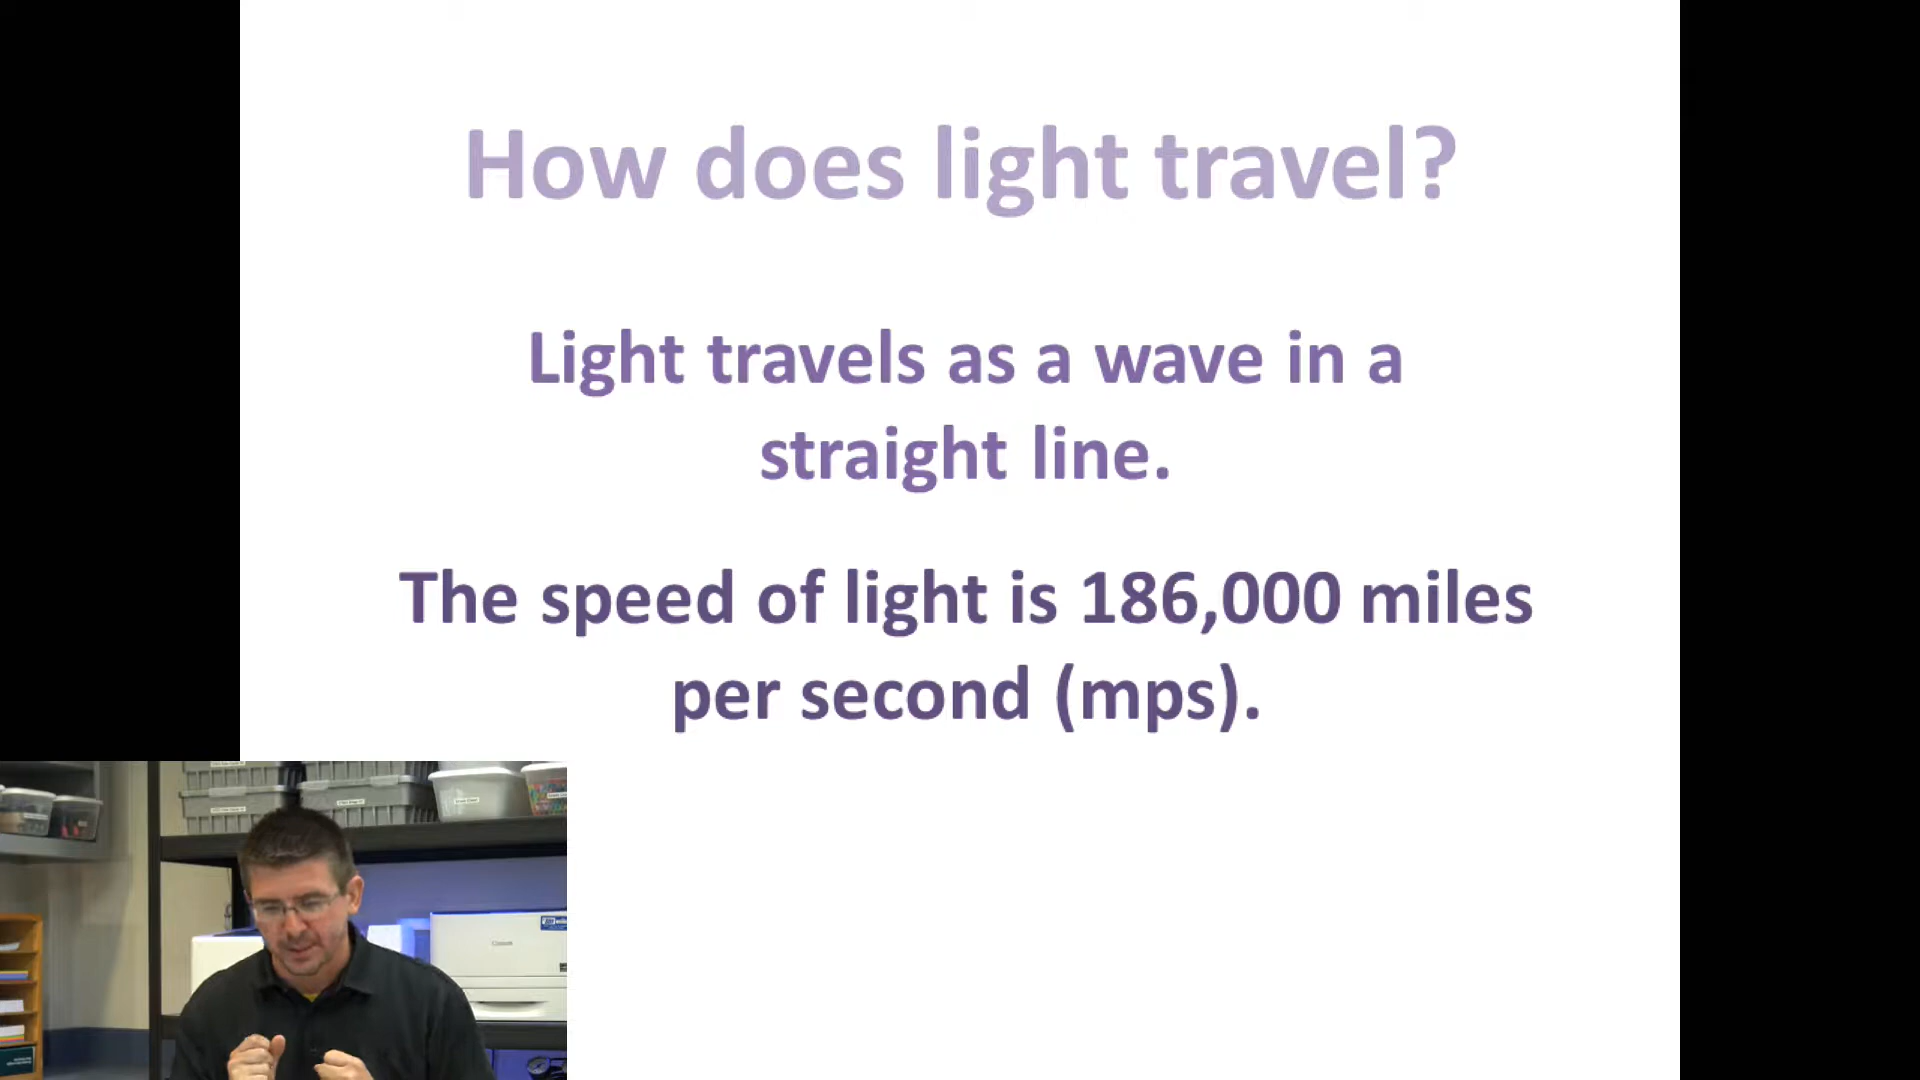 How does light travel?
Light travels as a wave in a
straight line.
The speed of light is 186,000 miles
per second (mps).
Canon